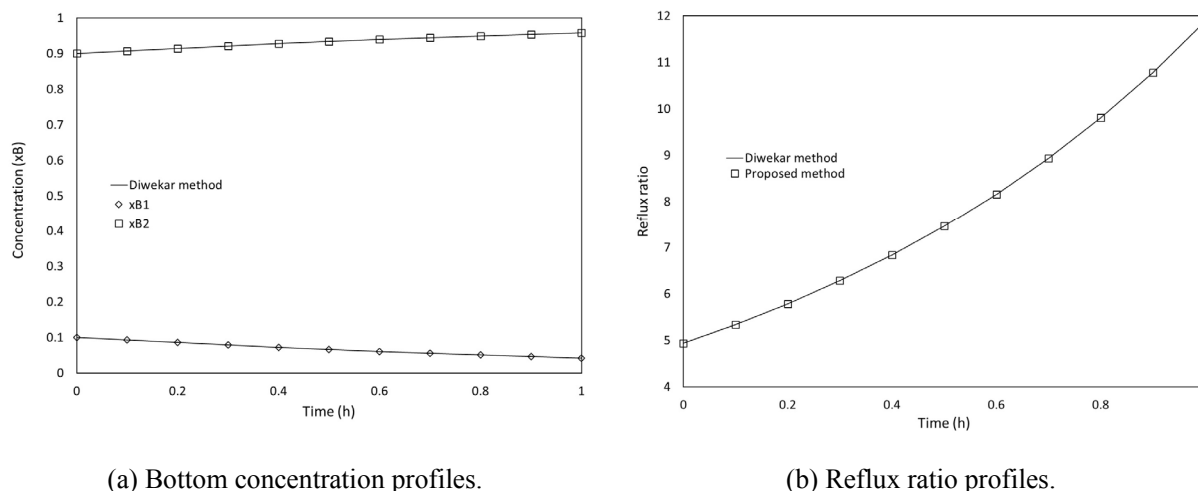 1
0.9
0.8
0.7
0.6
0.5
0.4
0.3
0.2
0.1
0
Concentration (xB)
Diwekar method
xB1
xB2
0 0.2 0.4 0.6 0.8 1
Time (h)
(a) Bottom concentration profiles.
12
11
10
9
8
7
6
5
4
Reflux ratio
Diwekar method
Proposed method
0 0.2 0.4 0.6 0.8
Time (h)
(b) Reflux ratio profiles.